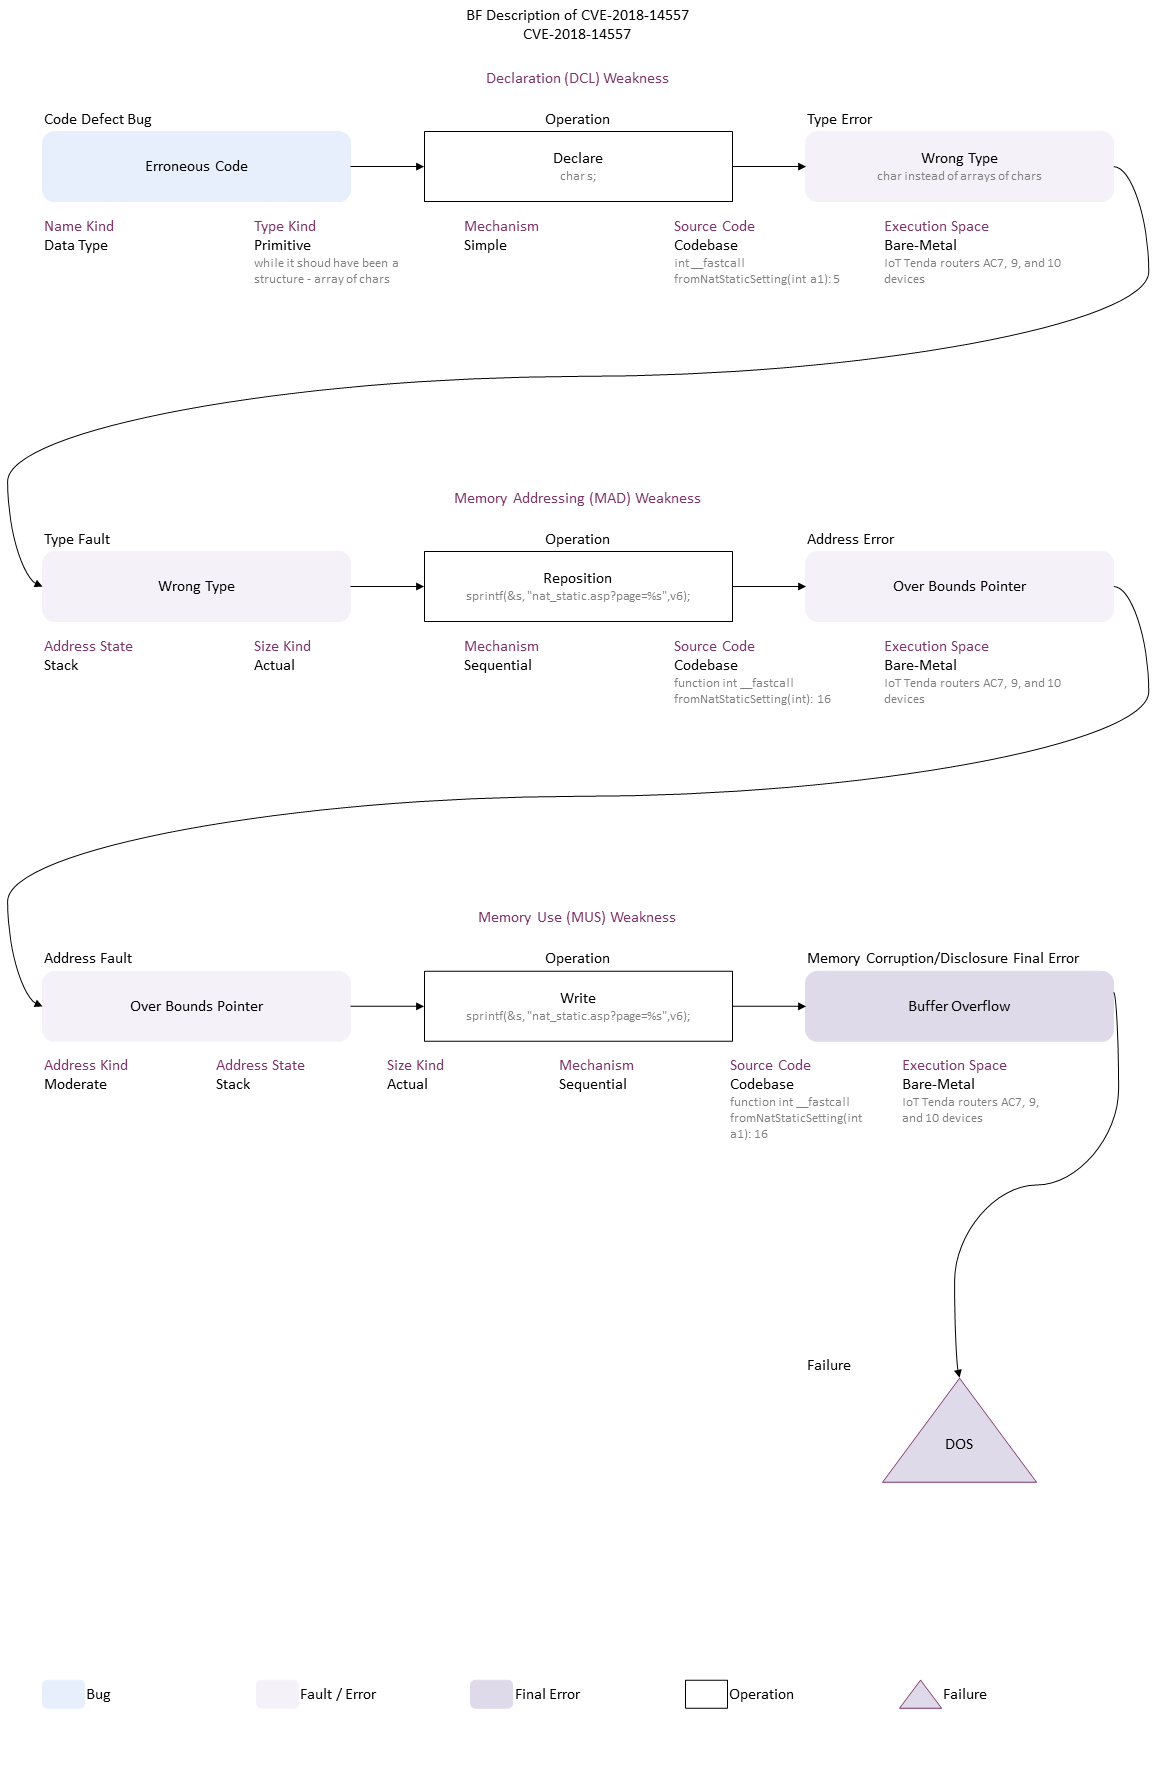 BF Description of CVE-2018-14557
CVE-2018-14557
Declaration (DCL) Weakness
Code Defect Bug
Operation
Type Error
Erroneous Code
Declare
char s;
Wrong Type
char instead of arrays of chars
Name Kind
Data Type
Type Kind
Primitive
while it shoud have been a
structure - array of chars
Mechanism
Simple
Source Code
Codebase
int __fastcall
fromNatStaticSetting(int a1): 5
Execution Space
Bare-Metal
IoT Tenda routers AC7, 9, and 10
devices
Memory Addressing (MAD) Weakness
Type Fault
Operation
Address Error
Wrong Type
Reposition
sprintf(&s, "nat_static.asp?page=%s",v6);
Over Bounds Pointer
Address State
Stack
Size Kind
Actual
Mechanism
Sequential
Source Code
Codebase
function int __fastcall
fromNatStaticSetting(int): 16
Execution Space
Bare-Metal
IoT Tenda routers AC7, 9, and 10
devices
Memory Use (MUS) Weakness
Address Fault
Operation
Memory Corruption/Disclosure Final Error
Over Bounds Pointer
Write
sprintf(&s, "nat_static.asp?page=%s",v6);
Buffer Overflow
Address Kind
Moderate
Address State
Stack
Size Kind
Actual
Mechanism
Sequential
Source Code
Codebase
function int __fastcall
fromNatStaticSetting(int
a1): 16
Execution Space
Bare-Metal
IoT Tenda routers AC7, 9,
and 10 devices
Failure
DOS
Bug
Fault / Error
Final Error
Operation
Failure